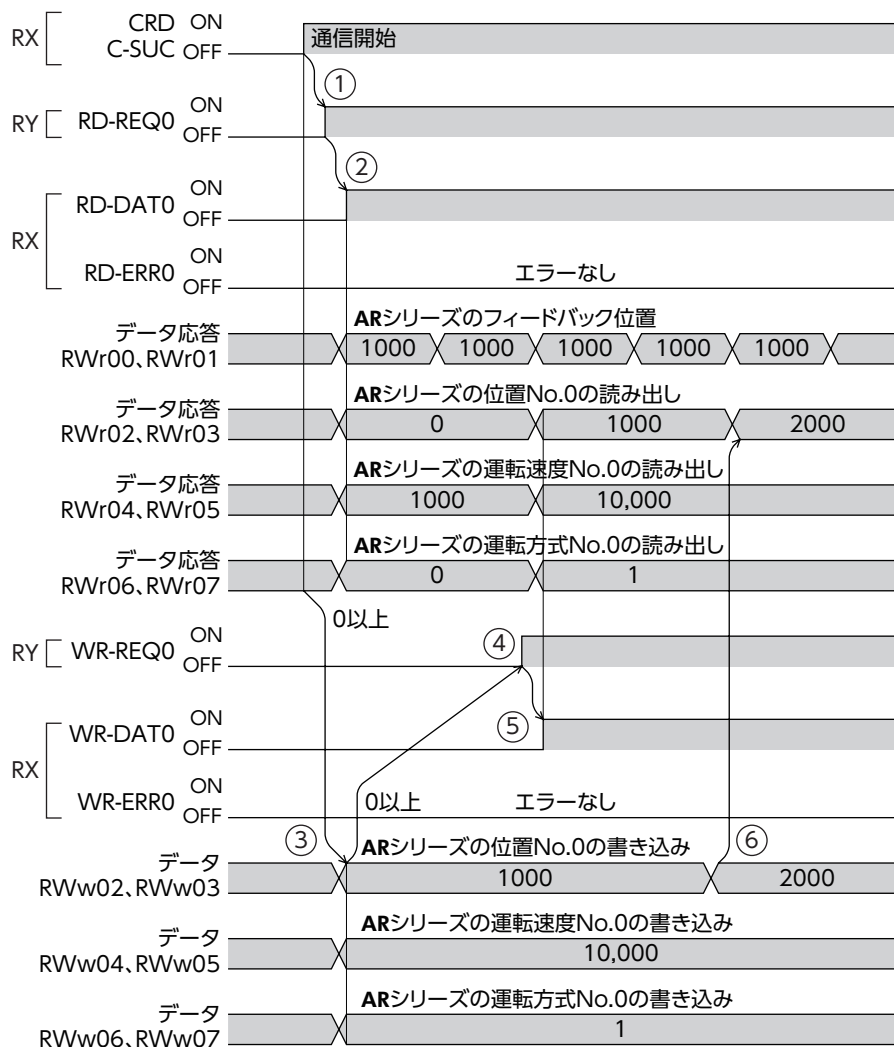 RX
CRD ON
C-SUC OFF
通信開始
①
RY RD-REQ0 ON
OFF
②
RX
RD-DAT0 ON
OFF
RD-ERR0 ON
OFF
エラーなし
ARシリーズのフィードバック位置
データ応答
RWr00、RWr01
1000 1000 1000 1000 1000
ARシリーズの位置No.0の読み出し
データ応答
RWr02、RWr03
0 1000 2000
ARシリーズの運転速度No.0の読み出し
データ応答
RWr04、RWr05
1000 10,000
ARシリーズの運転方式No.0の読み出し
データ応答
RWr06、RWr07
0 1
0以上
RY WR-REQ0 ON
OFF
④
RX
WR-DAT0 ON
OFF
⑤
WR-ERR0 ON
OFF
0以上
エラーなし
③
⑥
ARシリーズの位置No.0の書き込み
データ
RWw02、RWw03
1000 2000
ARシリーズの運転速度No.0の書き込み
データ
RWw04、RWw05
10,000
ARシリーズの運転方式No.0の書き込み
データ
RWw06、RWw07
1